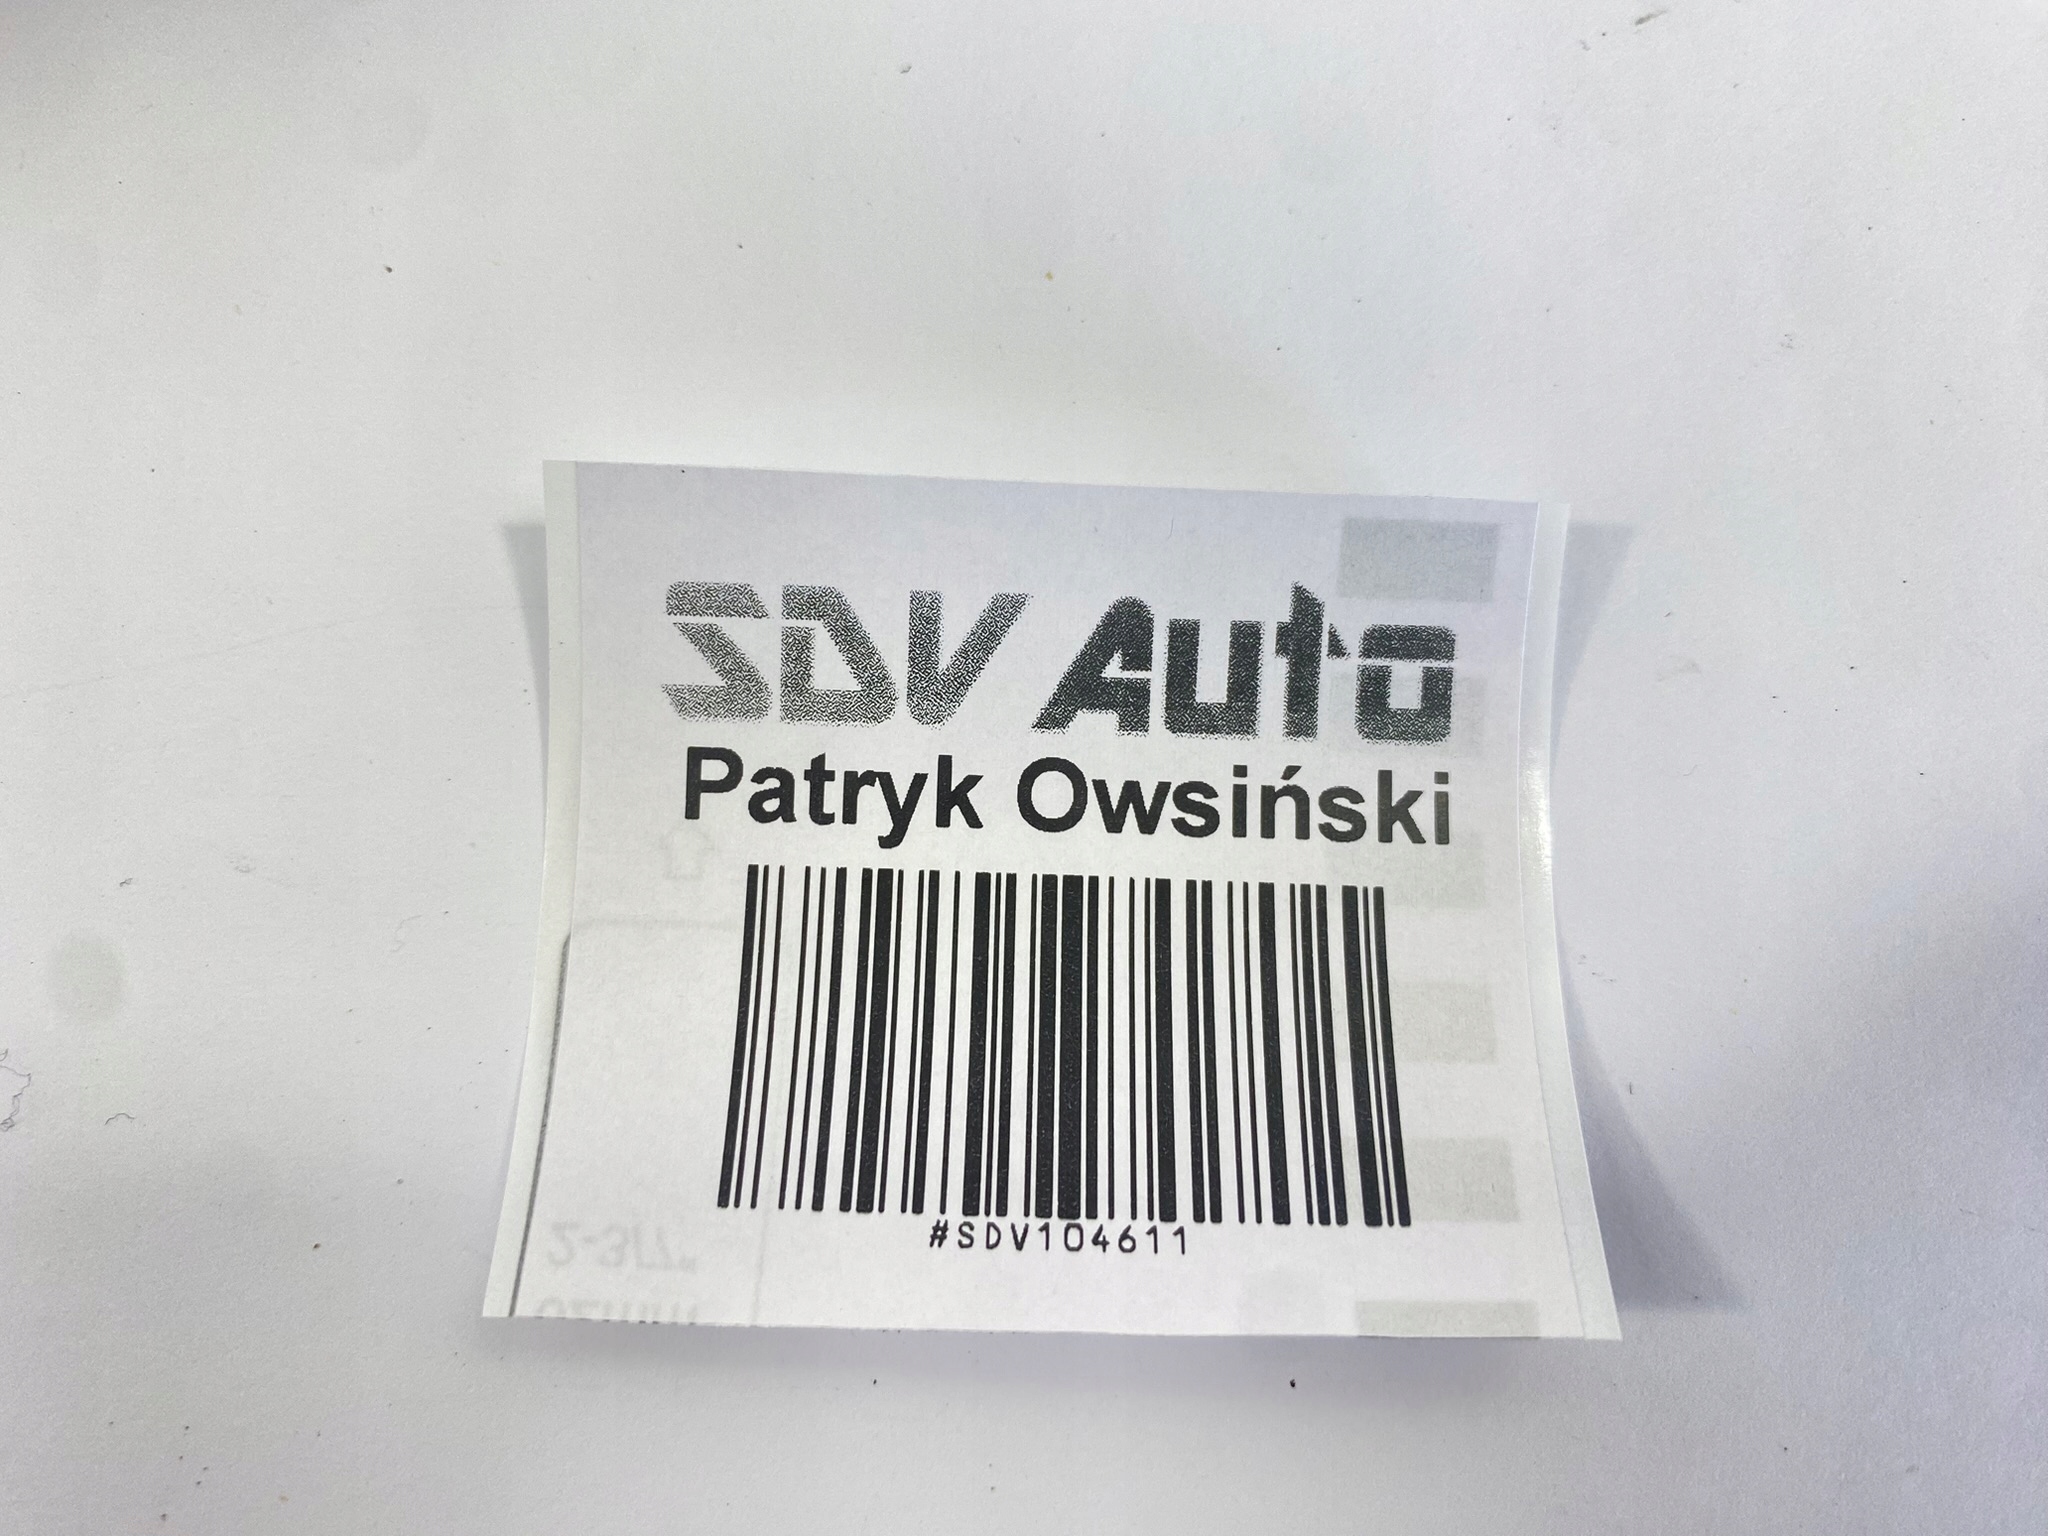 SDV Auto
Patryk Owsiński
#SDV104611